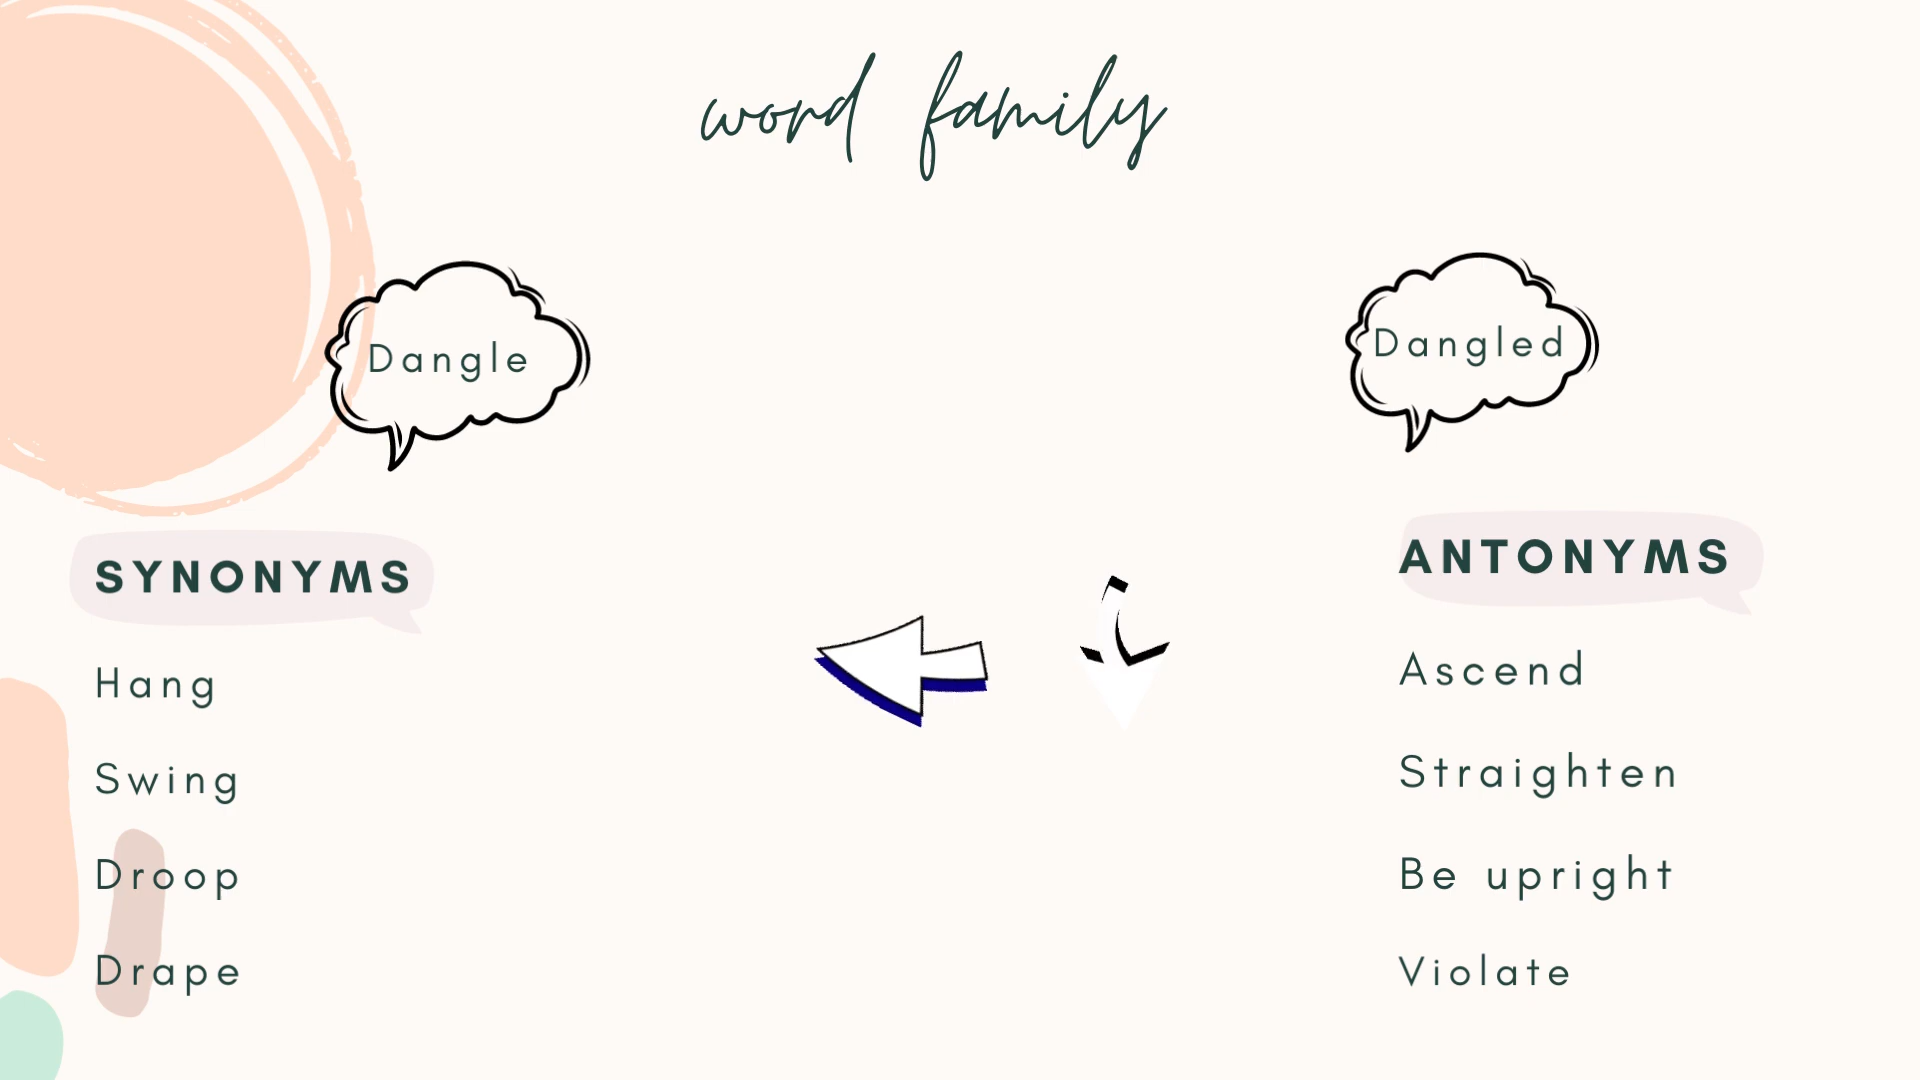 word family
Dangle
Dangled
SYNONYMS
Hang
Swing
Droop
Drape
ANTONYMS
Ascend
Straighten
Be upright
Violate